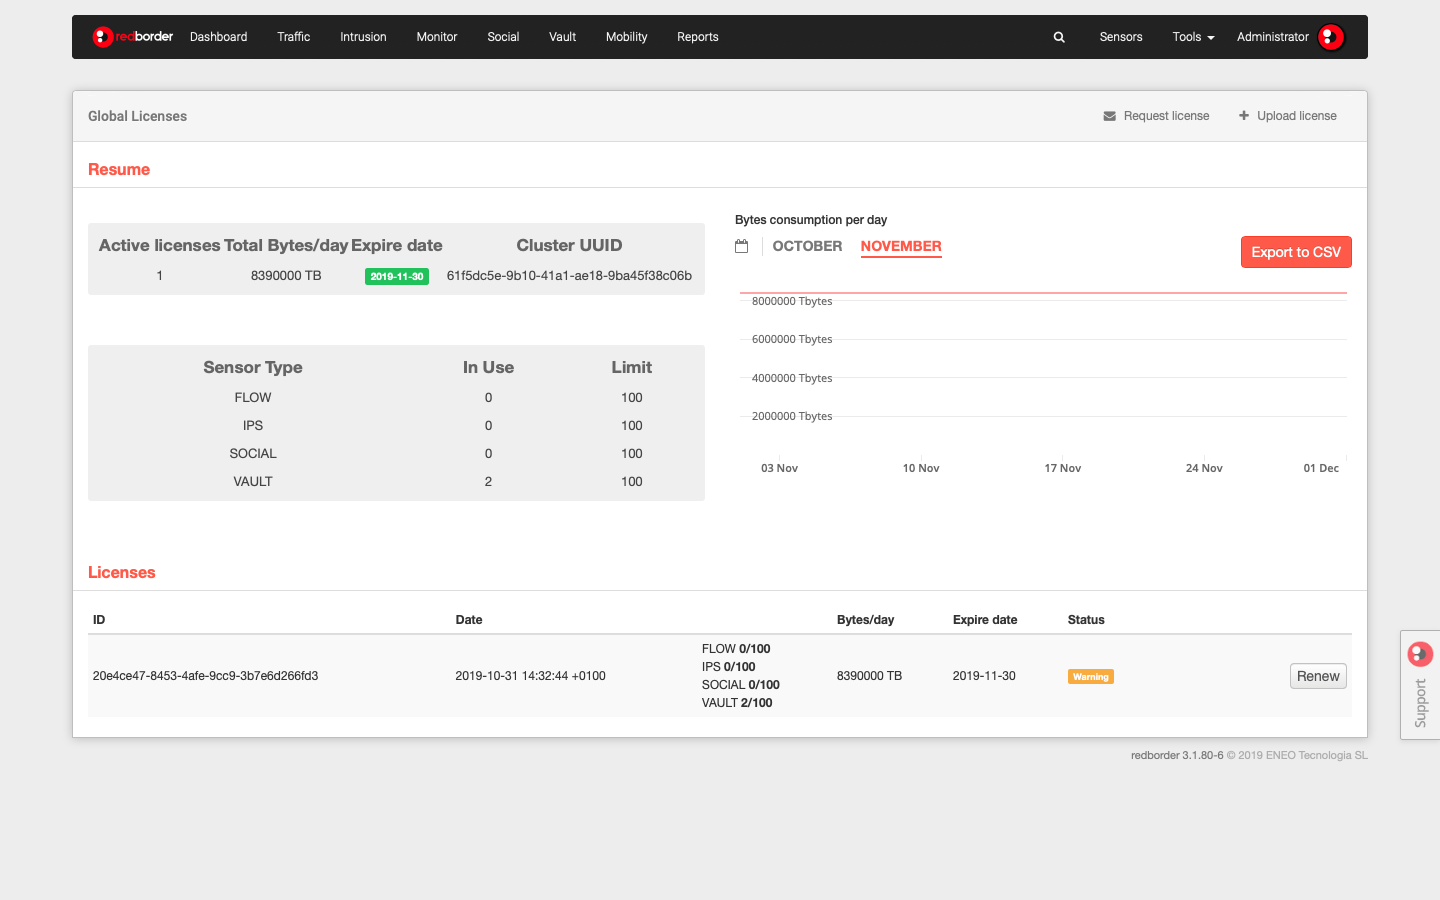 redborder Dashboard Traffic Intrusion Monitor Social Vault Mobility Reports Sensors Tools Administrator
Global Licenses Request license Upload license
Resume
Active licenses Total Bytes/day Expire date Cluster UUID
1 8390000 TB 2019-11-30 61f5dc5e-9b10-41a1-ae18-9ba45f38c06b
Sensor Type In Use Limit
FLOW 0 100
IPS 0 100
SOCIAL 0 100
VAULT 2 100
Bytes consumption per day
OCTOBER NOVEMBER
Export to CSV
8000000 Tbytes
6000000 Tbytes
4000000 Tbytes
2000000 Tbytes
03 Nov 10 Nov 17 Nov 24 Nov 01 Dec
Licenses
ID Date Bytes/day Expire date Status
20e4ce47-8453-4afe-9cc9-3b7e6d266fd3 2019-10-31 14:32:44 +0100
FLOW 0/100
IPS 0/100
SOCIAL 0/100
VAULT 2/100
8390000 TB 2019-11-30 Warning Renew
Support
redborder 3.1.80-6 © 2019 ENEO Tecnologia SL